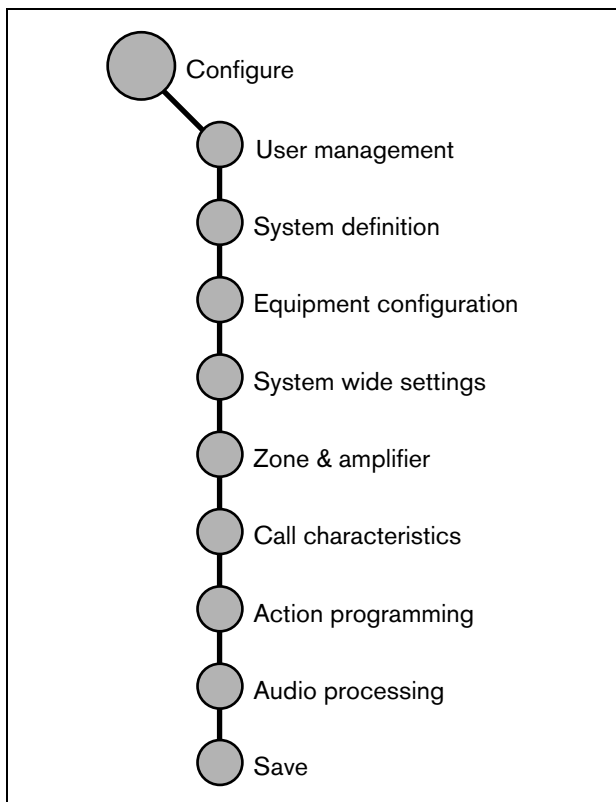 Configure
User management
System definition
Equipment configuration
System wide settings
Zone & amplifier
Call characteristics
Action programming
Audio processing
Save